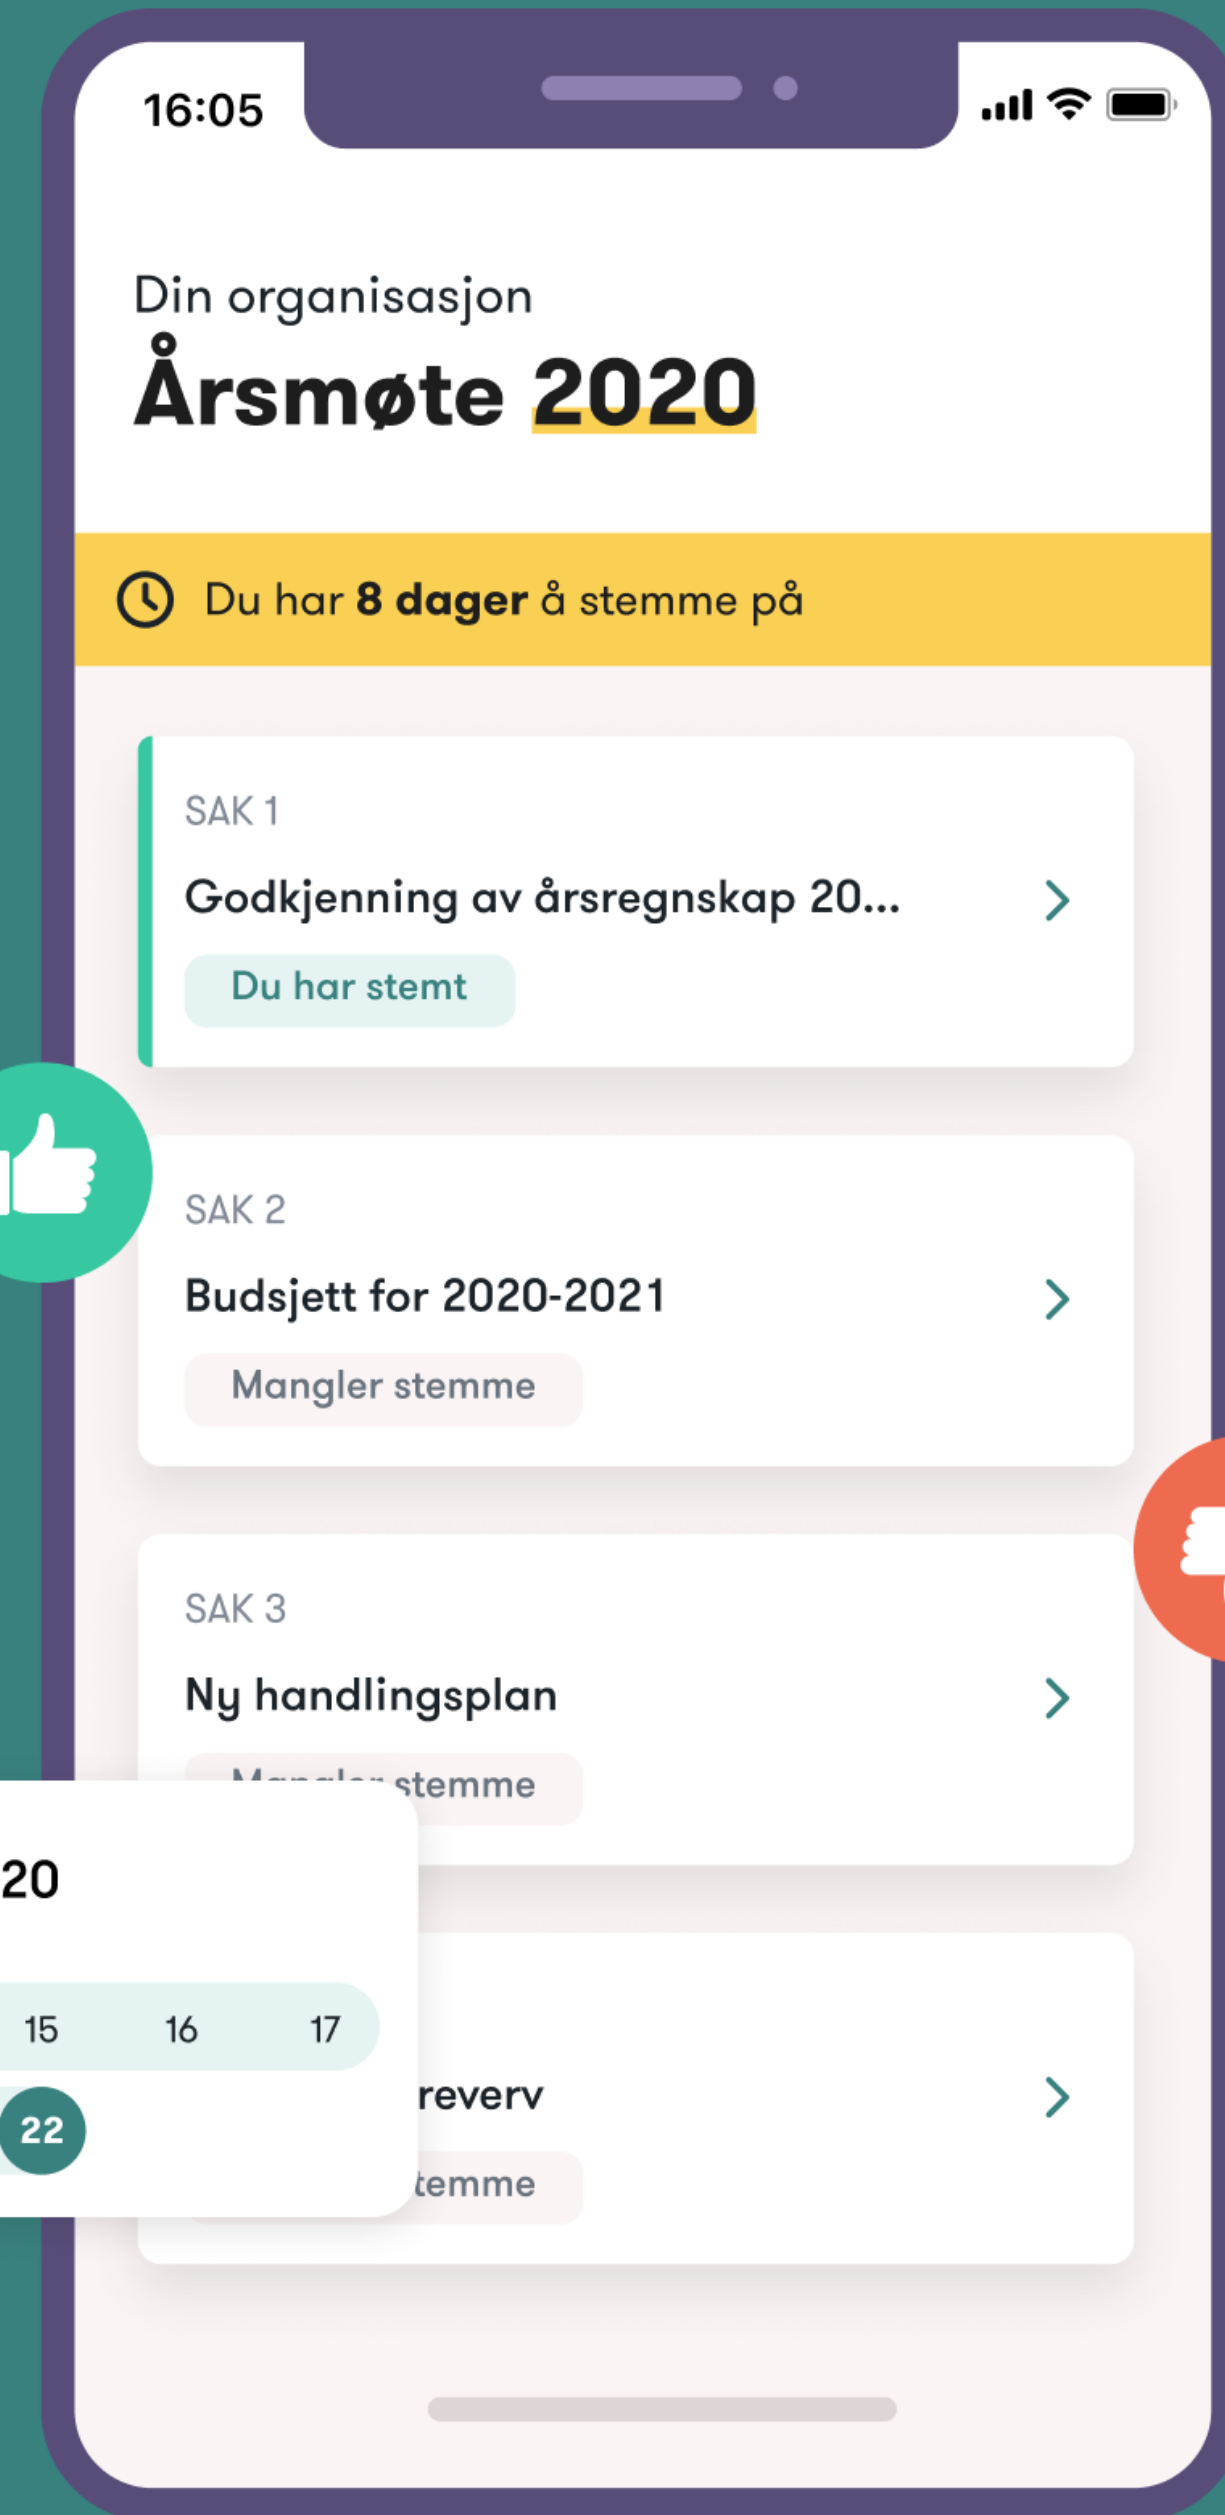 16:05
Din organisasjon
Årsmøte 2020
Du har 8 dager å stemme på
SAK 1
Godkjenning av årsregnskap 20...
Du har stemt
SAK 2
Budsjett for 2020-2021
Mangler stemme
SAK 3
Ny handlingsplan
Mangler stemme
20
15 16 17
22
reverv
temme